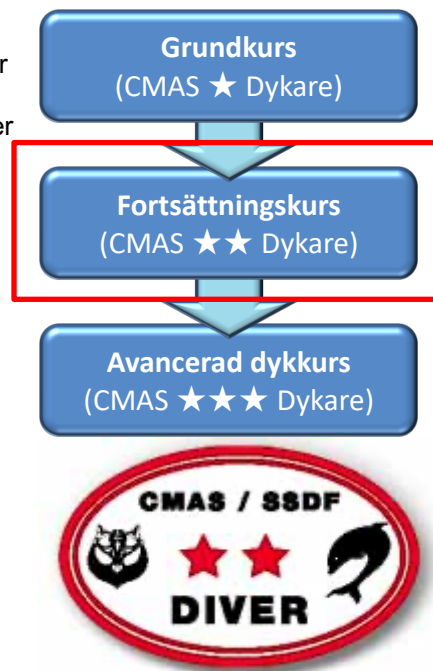 Grundkurs
(CMAS ★ Dykare)
Fortsättningskurs
(CMAS ★★ Dykare)
Avancerad dykkurs
(CMAS ★★★ Dykare)
CMAS / SSDF
DIVER